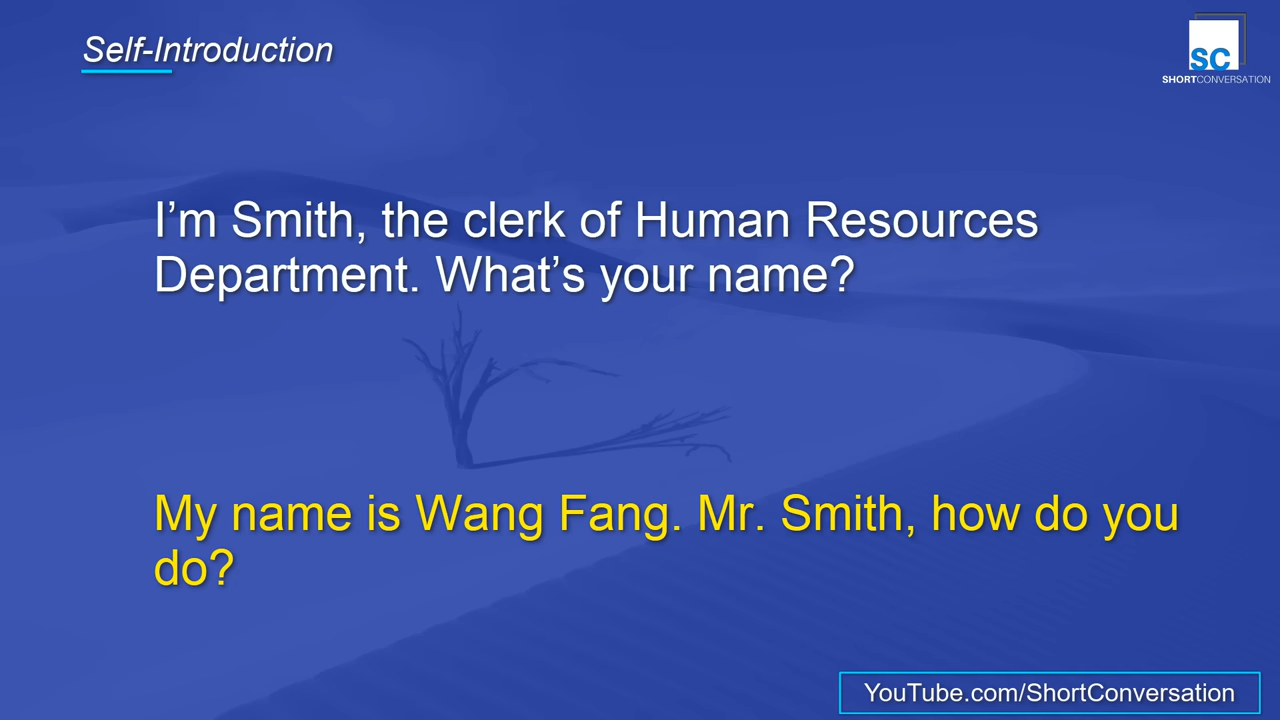 Self-Introduction
SC
SHORTCONVERSATION
I’m Smith, the clerk of Human Resources
Department. What’s your name?
My name is Wang Fang. Mr. Smith, how do you
do?
YouTube.com/ShortConversation